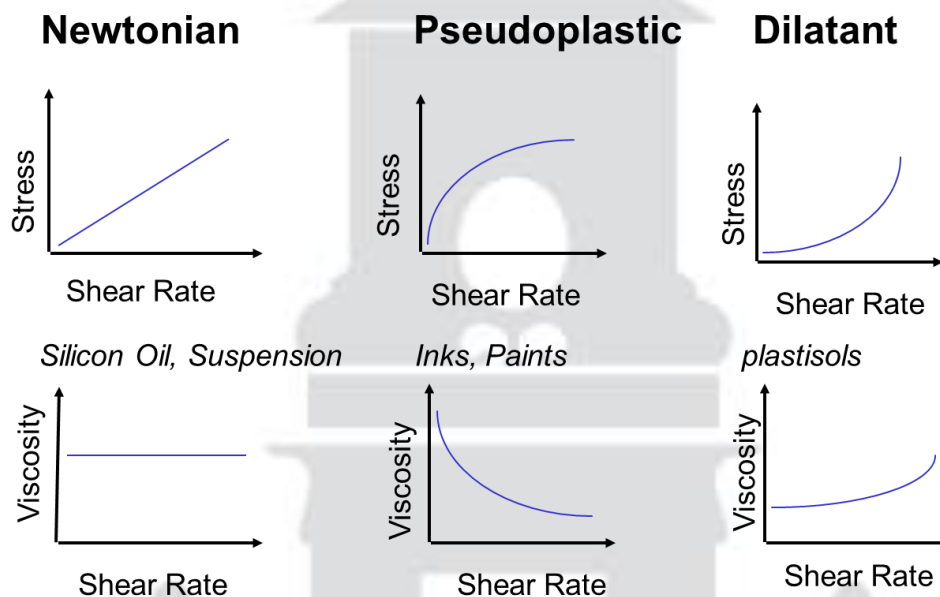 Newtonian
Pseudoplastic
Dilatant
Stress
Shear Rate
Stress
Shear Rate
Stress
Shear Rate
Silicon Oil, Suspension
Inks, Paints
plastisols
Viscosity
Shear Rate
Viscosity
Shear Rate
Viscosity
Shear Rate